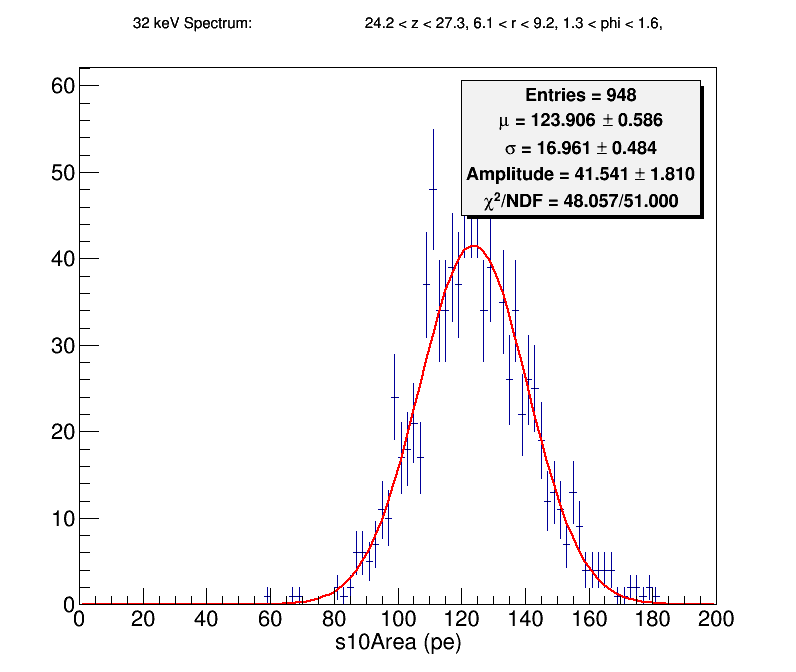 32 keV Spectrum: 24.2 < z < 27.3, 6.1 < r < 9.2, 1.3 < phi < 1.6,
Entries = 948
μ = 123.906 ± 0.586
σ = 16.961 ± 0.484
Amplitude = 41.541 ± 1.810
χ²/NDF = 48.057/51.000
60
50
40
30
20
10
0
0 20 40 60 80 100 120 140 160 180 200
s10Area (pe)